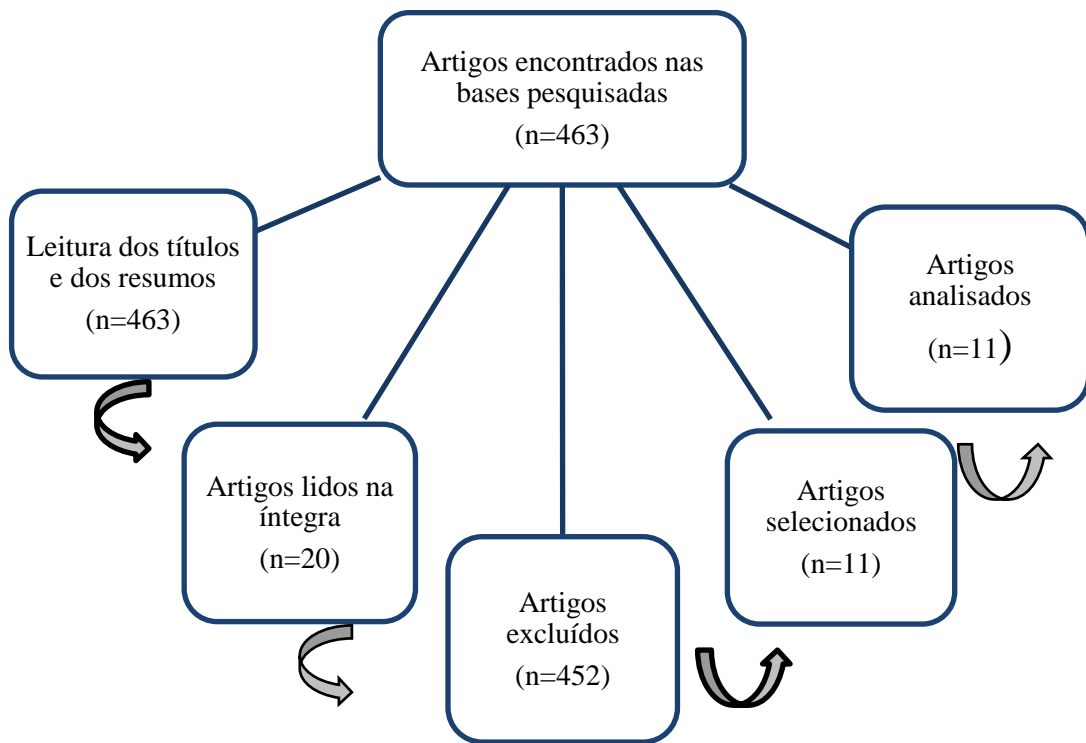 Artigos encontrados nas
bases pesquisadas
(n=463)
Leitura dos títulos
e dos resumos
(n=463)
Artigos lidos na
íntegra
(n=20)
Artigos
excluídos
(n=452)
Artigos
selecionados
(n=11)
Artigos
analisados
(n=11)